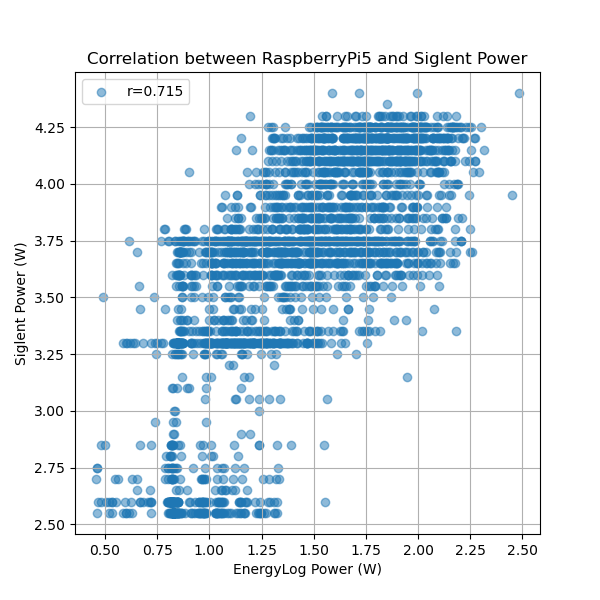 Correlation between RaspberryPi5 and Siglent Power
r=0.715
4.25
4.00
3.75
3.50
3.25
3.00
2.75
2.50
Siglent Power (W)
0.50 0.75 1.00 1.25 1.50 1.75 2.00 2.25 2.50
EnergyLog Power (W)